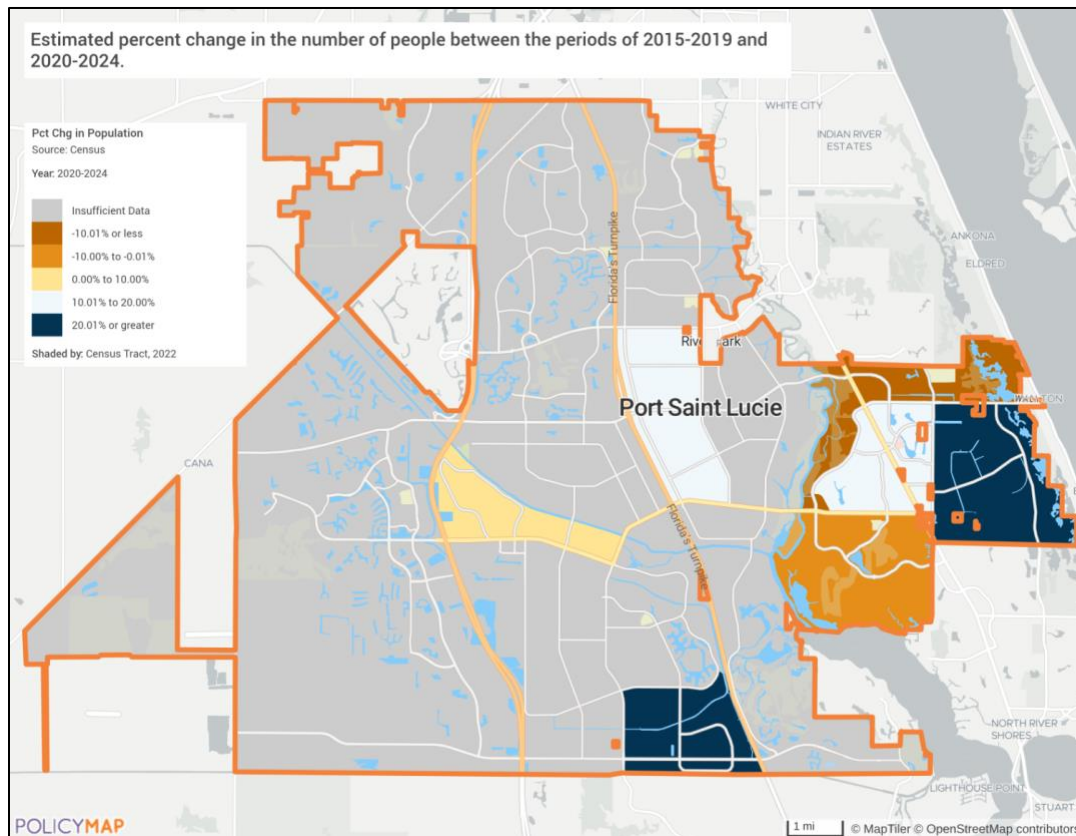 Estimated percent change in the number of people between the periods of 2015-2019 and
2020-2024.
WHITE CITY
INDIAN RIVER
ESTATES
Pct Chg in Population
Source: Census
Year: 2020-2024
Insufficient Data
-10.01% or less
-10.00% to -0.01%
0.00% to 10.00%
10.01% to 20.00%
20.01% or greater
Shaded by: Census Tract, 2022
Florida's Turnpike
ANKONA
ELDRED
Port Saint Lucie
CANA
Florida's Turnpike
NORTH RIVER
SHORES
LIGHTHOUSE POINT
STUART
POLICYMAP
1 mi
© MapTiler © OpenStreetMap contributors